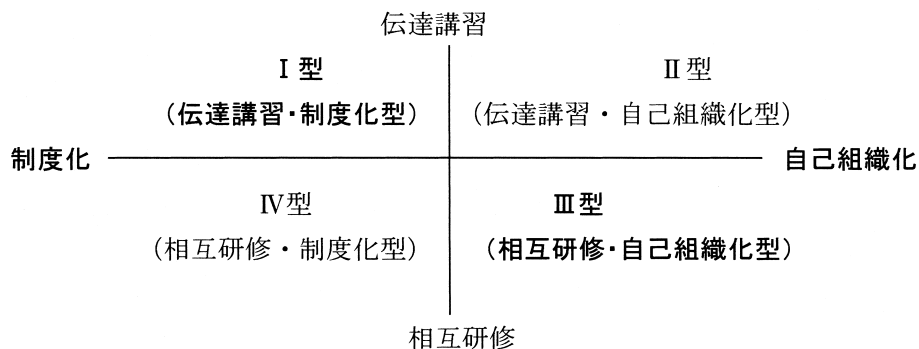 伝達講習
Ⅰ型 Ⅱ型
(伝達講習・制度化型) (伝達講習・自己組織化型)
制度化 自己組織化
Ⅳ型 Ⅲ型
(相互研修・制度化型) (相互研修・自己組織化型)
相互研修